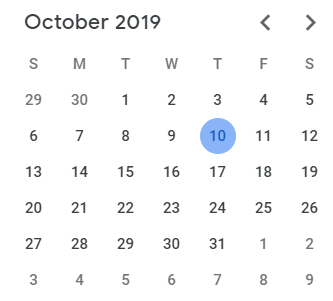 October 2019
S M T W T F S
29 30 1 2 3 4 5
6 7 8 9 10 11 12
13 14 15 16 17 18 19
20 21 22 23 24 25 26
27 28 29 30 31 1 2
3 4 5 6 7 8 9